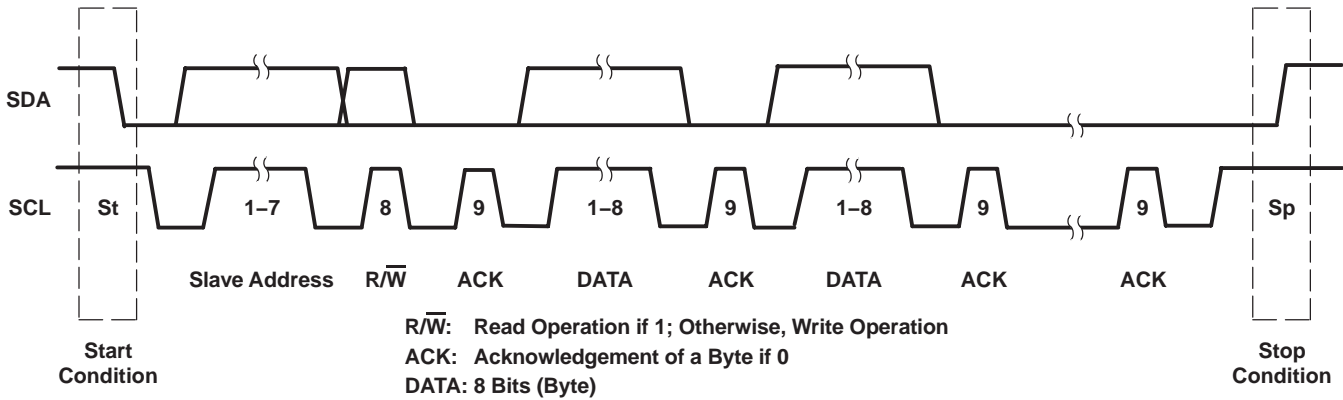 SDA
SCL
St 1–7 8 9 1–8 9 1–8 9 9 Sp
Slave Address R/W̅ ACK DATA ACK DATA ACK ACK
R/W̅: Read Operation if 1; Otherwise, Write Operation
ACK: Acknowledgement of a Byte if 0
DATA: 8 Bits (Byte)
Start
Condition
Stop
Condition